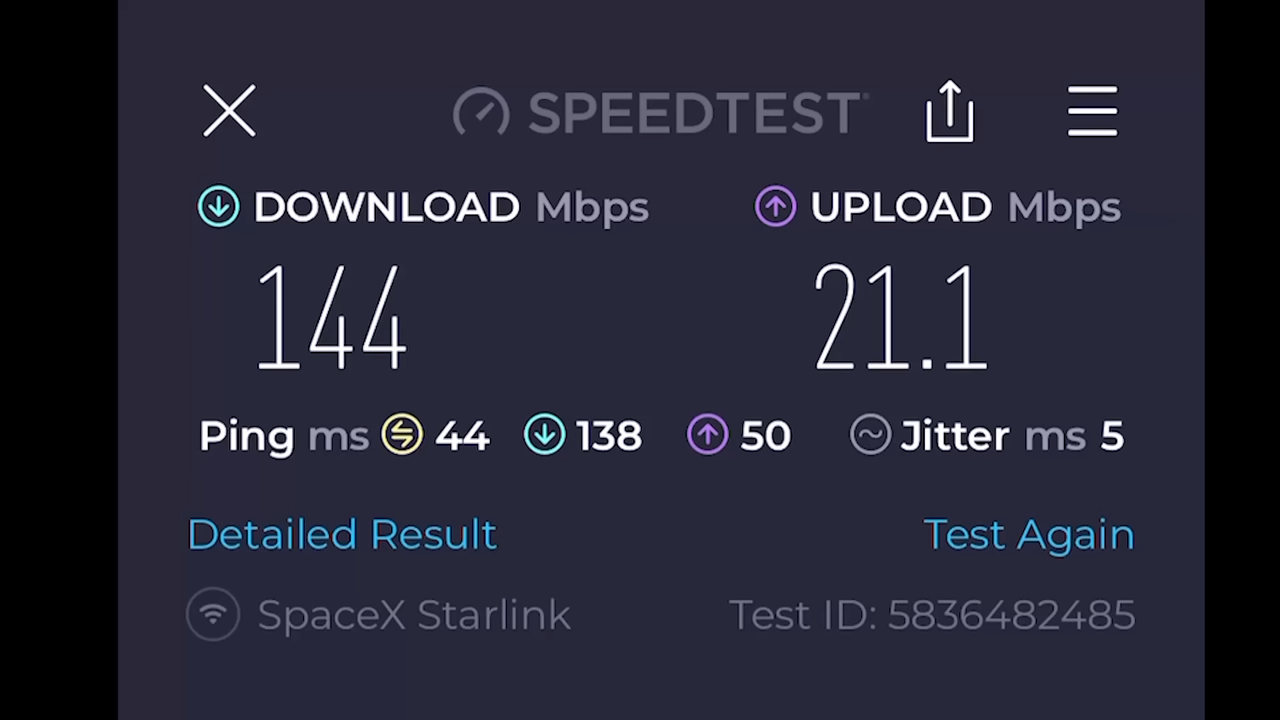 SPEEDTEST
DOWNLOAD Mbps UPLOAD Mbps
144 21.1
Ping ms 44 138 50 Jitter ms 5
Detailed Result Test Again
SpaceX Starlink Test ID: 5836482485